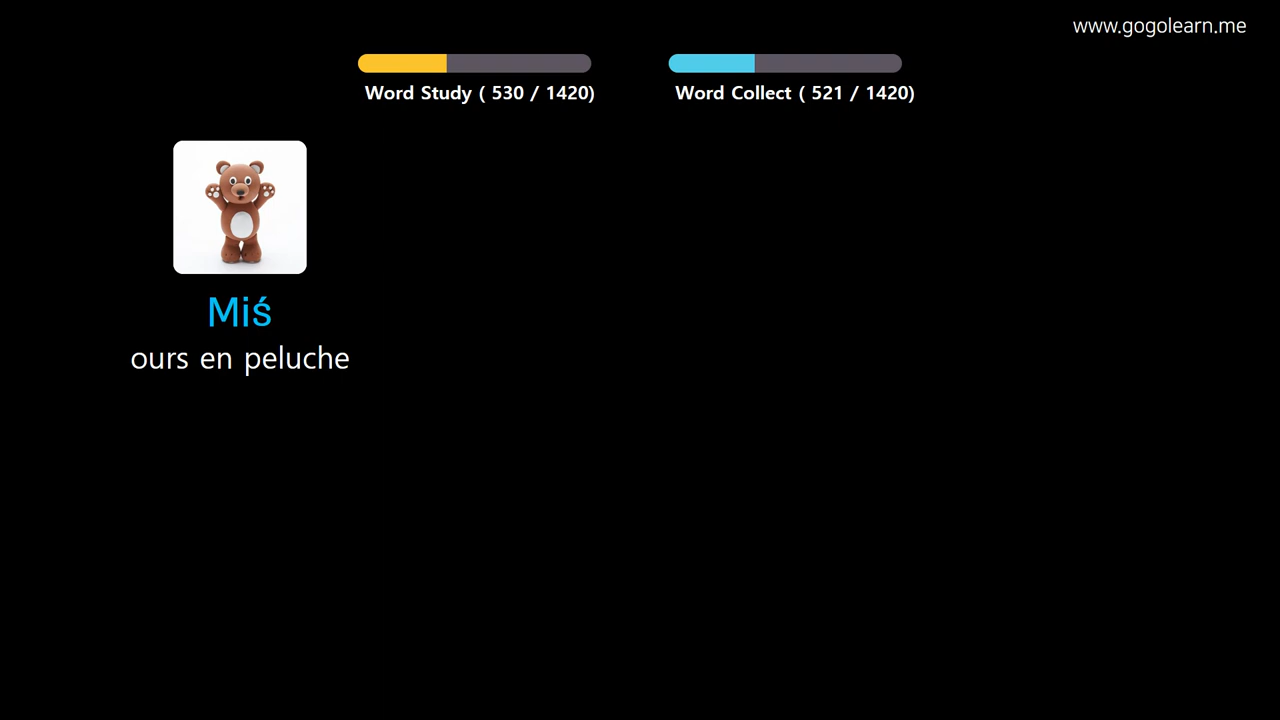 www.gogolearn.me
Word Study ( 530 / 1420)
Word Collect ( 521 / 1420)
Miś
ours en peluche